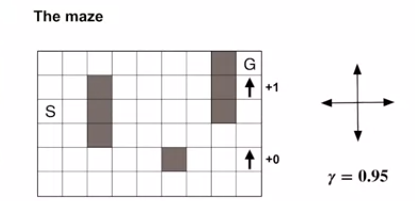 The maze
G
+1
S
+0
γ = 0.95